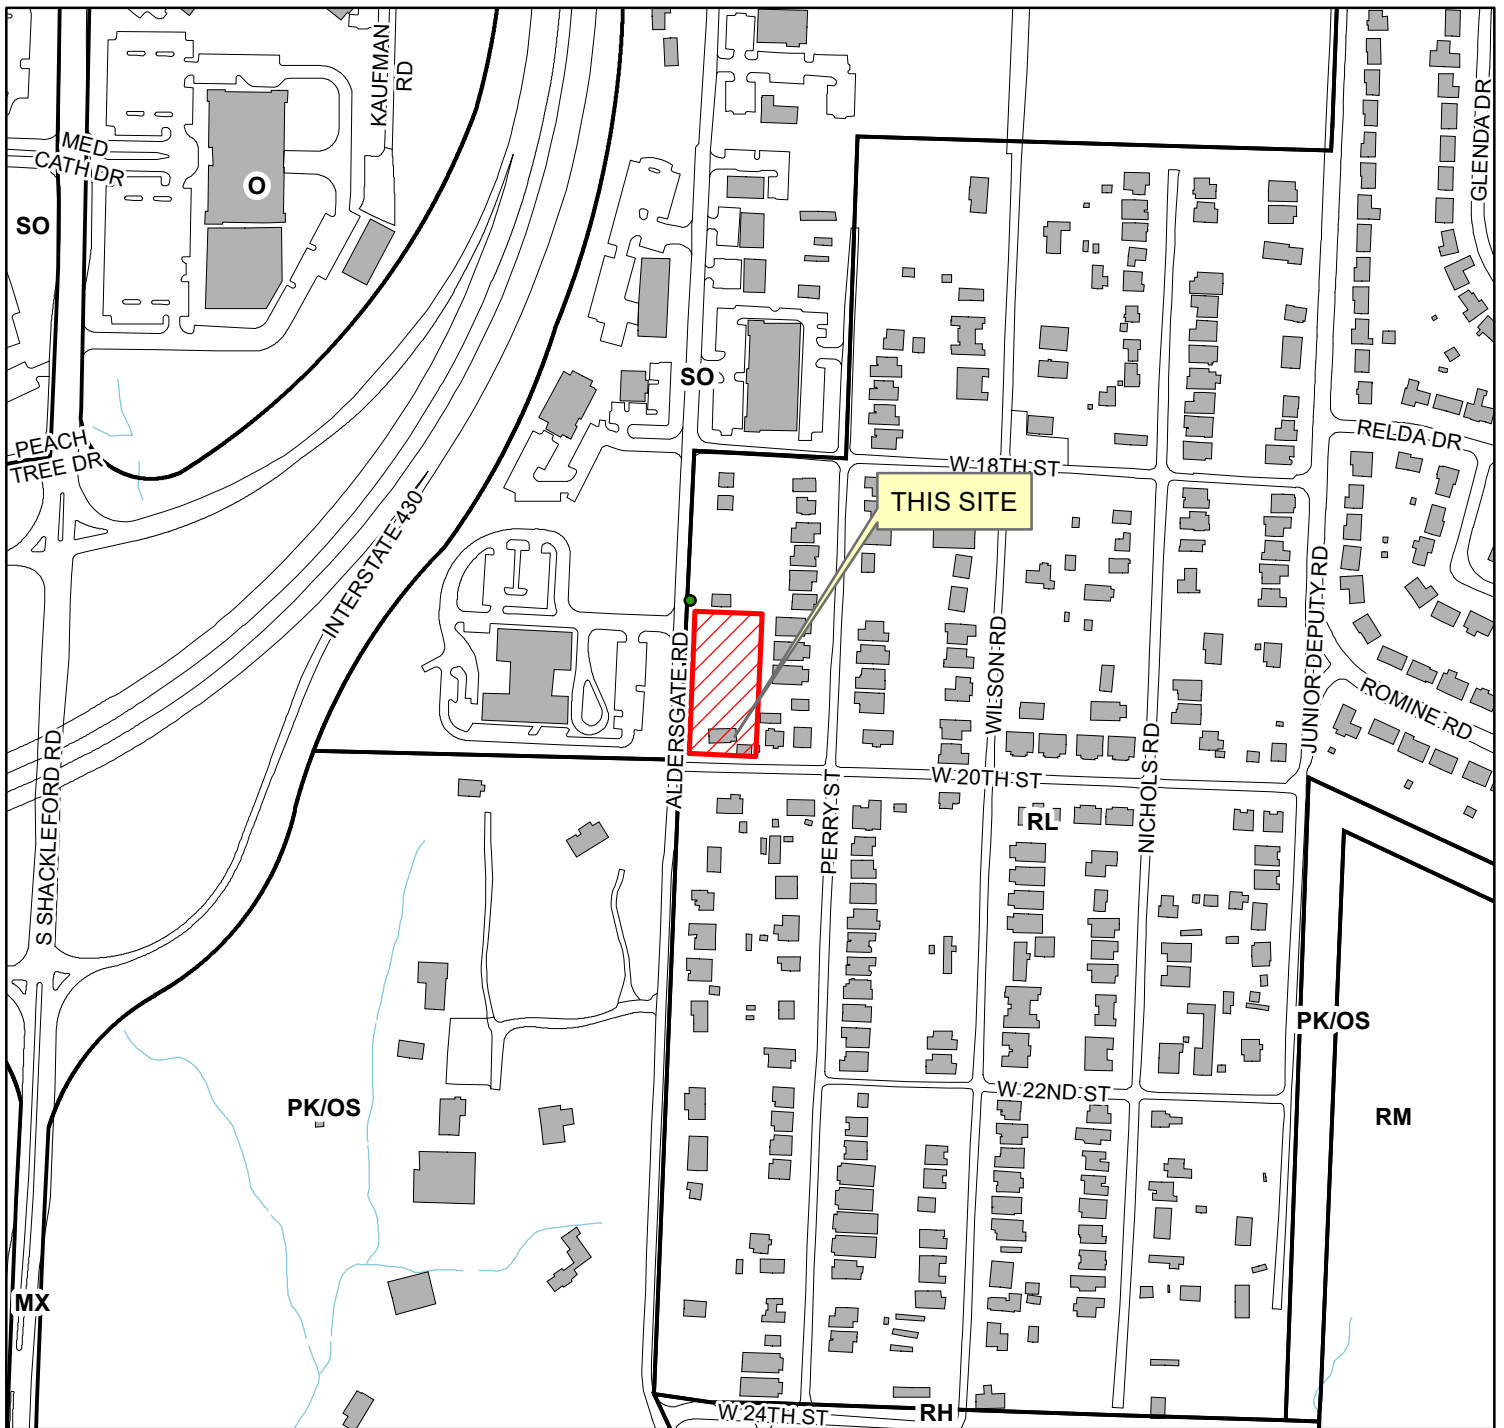 KAUFMAN
RD
MED
CATH DR
O
SO
GLENDA DR
SO
PEACH
TREE DR
RELDA DR
W 18TH ST
THIS SITE
INTERSTATE 430
JUNIOR DEPUTY RD
ALDERSGATE RD
WILSON RD
ROMINE RD
S SHACKLEFORD RD
NICHOLS RD
W 20TH ST
PERRY ST
RL
PK/OS
W 22ND ST
PK/OS
RM
MX
W 24TH ST
RH